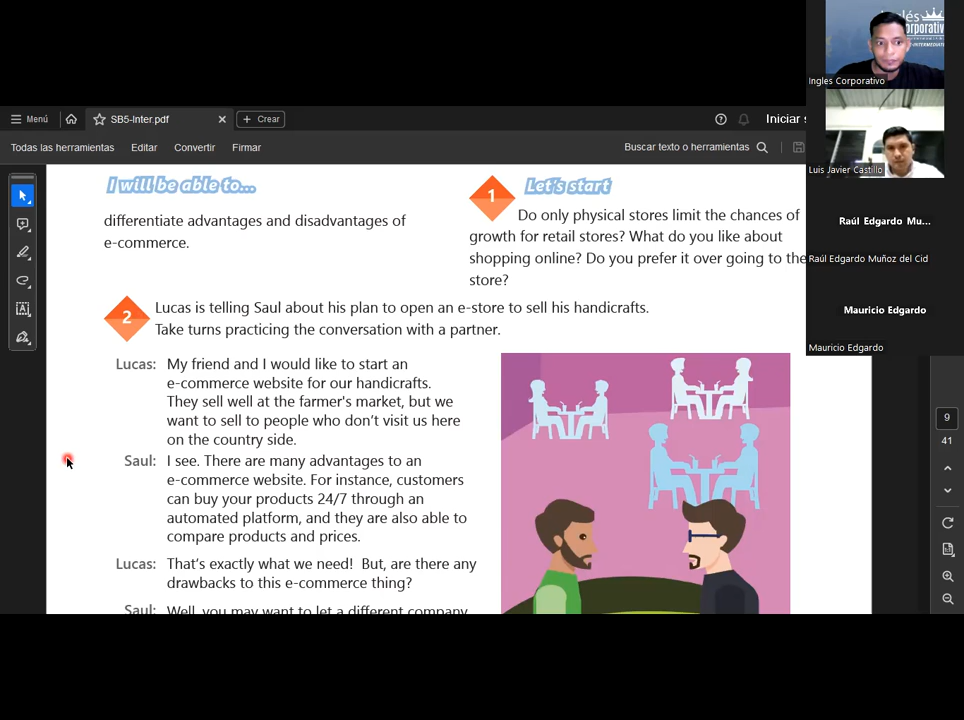 Menú
SB5-Inter.pdf
Crear
Iniciar s
Todas las herramientas
Editar
Convertir
Firmar
Buscar texto o herramientas
I will be able to...
differentiate advantages and disadvantages of
e-commerce.
1
Let's start
Do only physical stores limit the chances of
growth for retail stores? What do you like about
shopping online? Do you prefer it over going to the
store?
2
Lucas is telling Saul about his plan to open an e-store to sell his handicrafts.
Take turns practicing the conversation with a partner.
Lucas: My friend and I would like to start an
e-commerce website for our handicrafts.
They sell well at the farmer's market, but we
want to sell to people who don't visit us here
on the country side.
Saul: I see. There are many advantages to an
e-commerce website. For instance, customers
can buy your products 24/7 through an
automated platform, and they are also able to
compare products and prices.
Lucas: That's exactly what we need! But, are there any
drawbacks to this e-commerce thing?
Saul: Well, you may want to let a different company
Ingles Corporativo
Luis Javier Castillo
Raúl Edgardo Mu...
Raúl Edgardo Muñoz del Cid
Mauricio Edgardo
Mauricio Edgardo
9
41